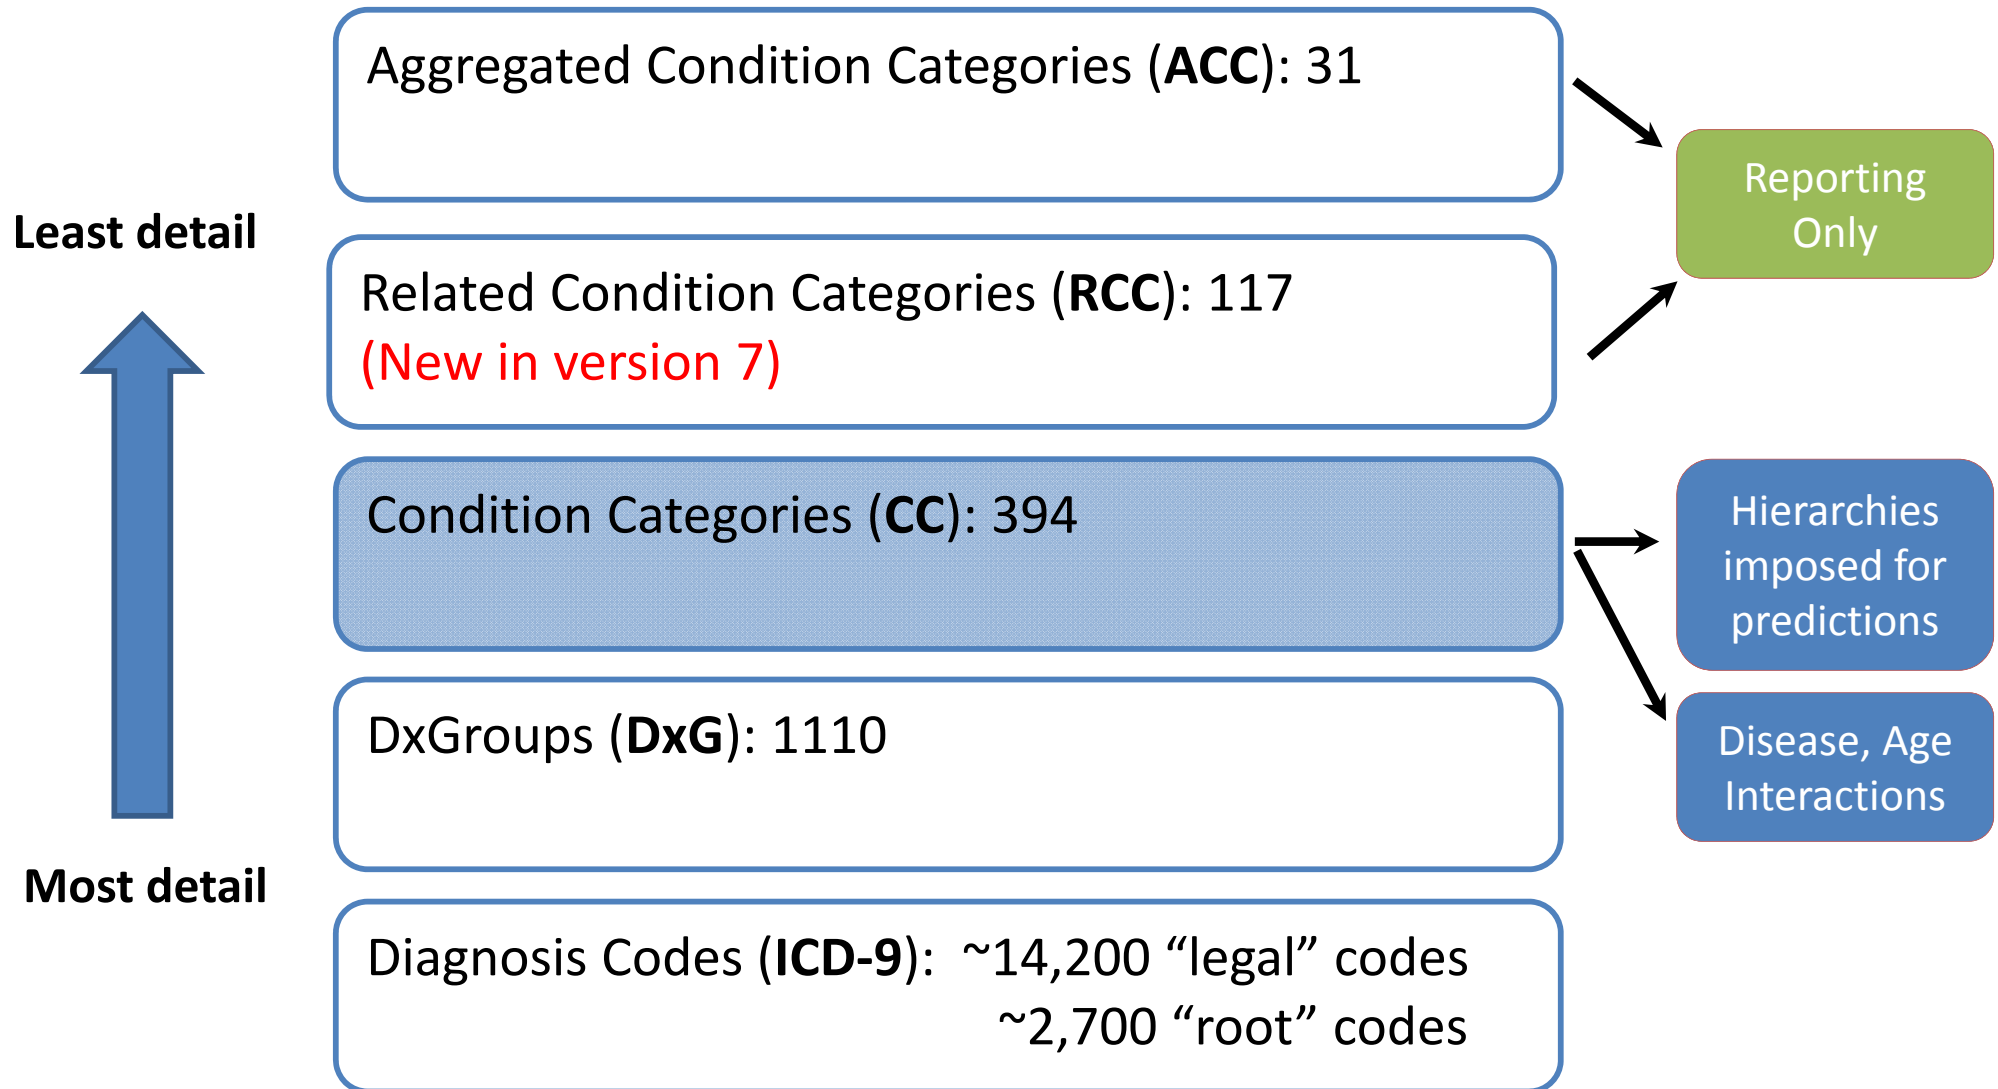 Aggregated Condition Categories (ACC): 31
Reporting
Only
Least detail
Related Condition Categories (RCC): 117
(New in version 7)
Condition Categories (CC): 394
Hierarchies
imposed for
predictions
DxGroups (DxG): 1110
Disease, Age
Interactions
Most detail
Diagnosis Codes (ICD-9):  ~14,200 “legal” codes
~2,700 “root” codes